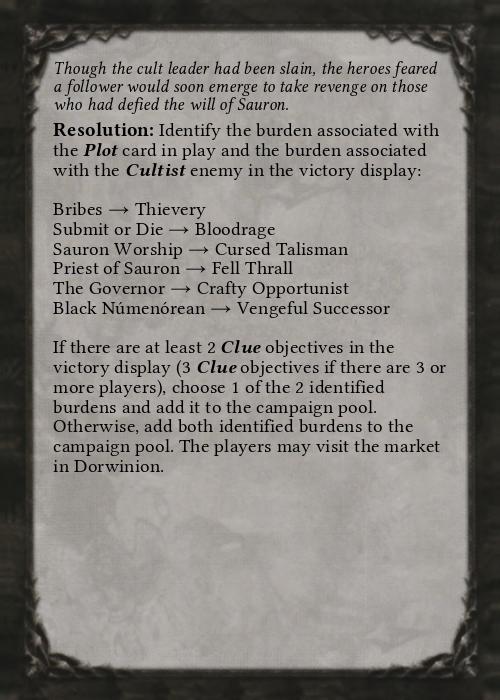 Though the cult leader had been slain, the heroes feared
a follower would soon emerge to take revenge on those
who had defied the will of Sauron.
Resolution: Identify the burden associated with
the Plot card in play and the burden associated
with the Cultist enemy in the victory display:
Bribes → Thievery
Submit or Die → Bloodrage
Sauron Worship → Cursed Talisman
Priest of Sauron → Fell Thrall
The Governor → Crafty Opportunist
Black Númenórean → Vengeful Successor
If there are at least 2 Clue objectives in the
victory display (3 Clue objectives if there are 3 or
more players), choose 1 of the 2 identified
burdens and add it to the campaign pool.
Otherwise, add both identified burdens to the
campaign pool. The players may visit the market
in Dorwinion.